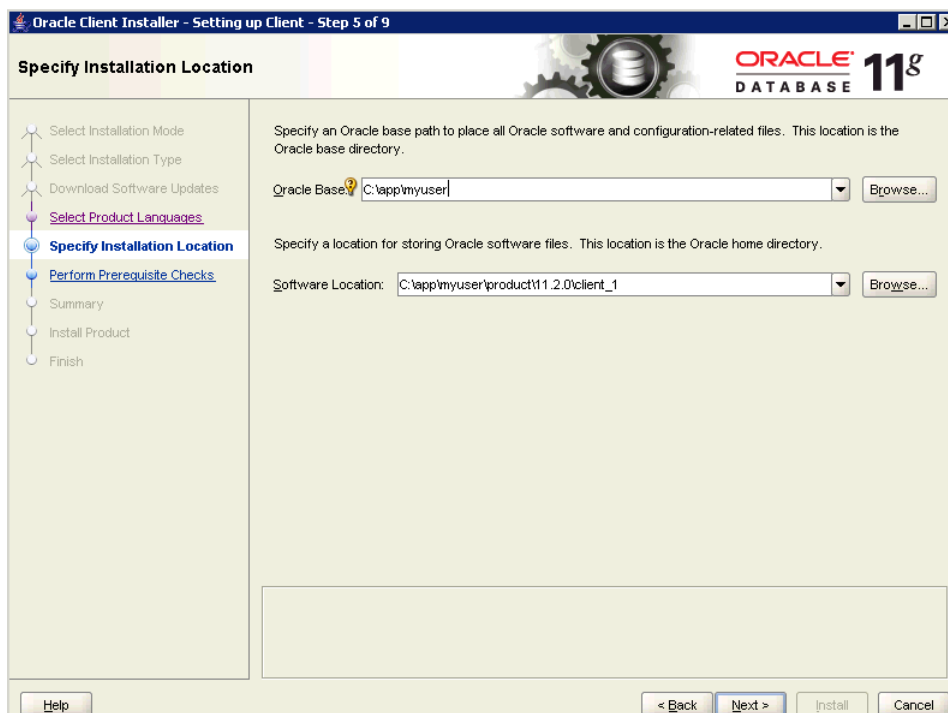 Oracle Client Installer - Setting up Client - Step 5 of 9
Specify Installation Location
ORACLE
DATABASE
11g
Select Installation Mode
Select Installation Type
Download Software Updates
Select Product Languages
Specify Installation Location
Perform Prerequisite Checks
Summary
Install Product
Finish
Specify an Oracle base path to place all Oracle software and configuration-related files. This location is the
Oracle base directory.
Oracle Base: C:\app\myuser Browse...
Specify a location for storing Oracle software files. This location is the Oracle home directory.
Software Location: C:\app\myuser\product\11.2.0\client_1 Browse...
Help < Back Next > Install Cancel